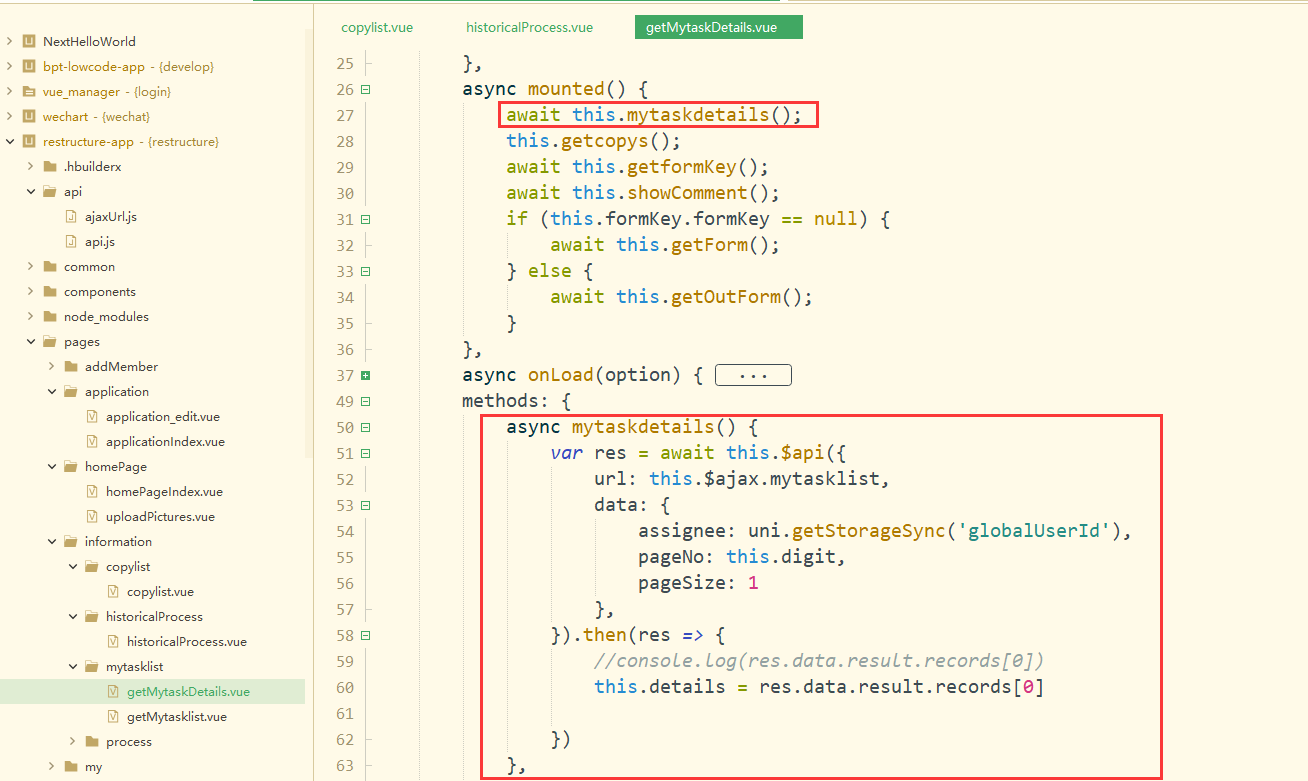 copylist.vue
historicalProcess.vue
getMytaskDetails.vue
NextHelloWorld
bpt-lowcode-app - {develop}
vue_manager - {login}
wechart - {wechat}
restructure-app - {restructure}
.hbuilderx
api
ajaxUrl.js
api.js
common
components
node_modules
pages
addMember
application
application_edit.vue
applicationIndex.vue
homePage
homePageIndex.vue
uploadPictures.vue
information
copylist
copylist.vue
historicalProcess
historicalProcess.vue
mytasklist
getMytaskDetails.vue
getMytasklist.vue
process
my
25 },
26 async mounted() {
27 await this.mytaskdetails();
28 this.getcopys();
29 await this.getformKey();
30 await this.showComment();
31 if (this.formKey.formKey == null) {
32 await this.getForm();
33 } else {
34 await this.getOutForm();
35 }
36 },
37 async onLoad(option) { ...
49 methods: {
50 async mytaskdetails() {
51 var res = await this.$api({
52 url: this.$ajax.mytasklist,
53 data: {
54 assignee: uni.getStorageSync('globalUserId'),
55 pageNo: this.digit,
56 pageSize: 1
57 },
58 }).then(res => {
59 //console.log(res.data.result.records[0])
60 this.details = res.data.result.records[0]
61
62 })
63 },